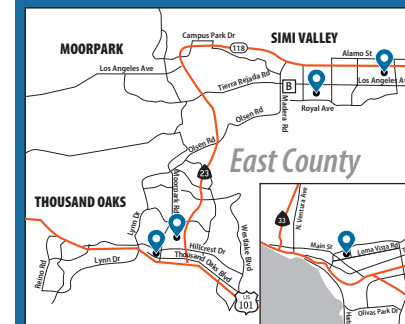 Campus Park Dr
SIMI VALLEY
MOORPARK
118
Alamo St
Los Angeles Ave
Tierra Rejada Rd
Los Angeles Av
B
Madera Rd
Royal Ave
Olsen Rd
Olsen Rd
East County
Moorpark Rd
23
THOUSAND OAKS
Lynn Dr
N. Ventura Ave
33
Westlake Blvd
Main St
Loma Vista Rd
Hillcrest Dr
Thousand Oaks Blvd
Lynn Dr
Reino Rd
US
101
Olivas Park Dr